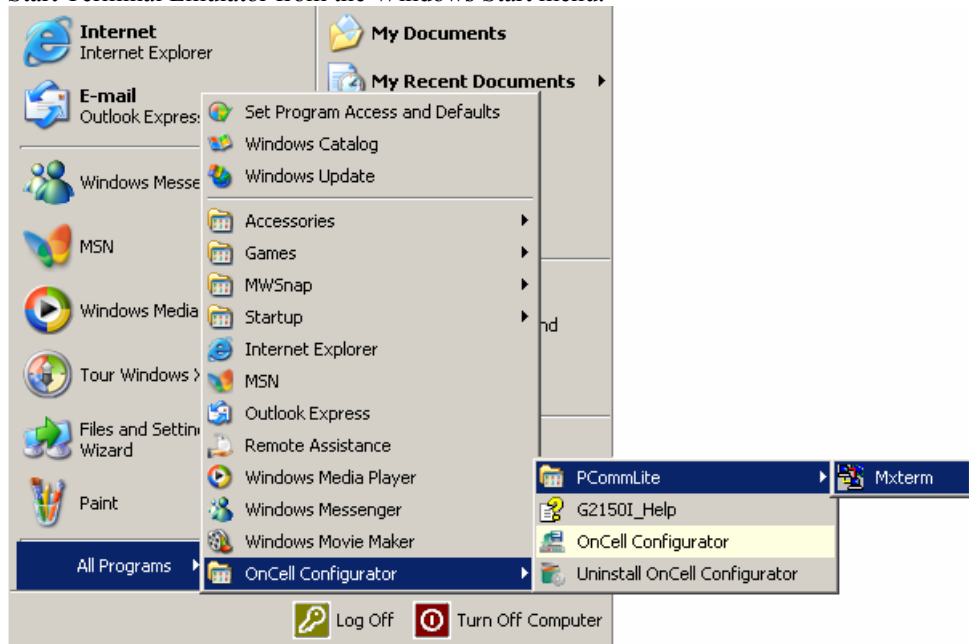 Start Terminal Emulator from the Windows Start menu.
Internet
Internet Explorer
E-mail
Outlook Express
Windows Messe
MSN
Windows Media
Tour Windows X
Files and Settin
Wizard
Paint
All Programs
My Documents
My Recent Documents
nd
Set Program Access and Defaults
Windows Catalog
Windows Update
Accessories
Games
MWSnap
Startup
Internet Explorer
MSN
Outlook Express
Remote Assistance
Windows Media Player
Windows Messenger
Windows Movie Maker
OnCell Configurator
PCommLite
G2150I_Help
OnCell Configurator
Uninstall OnCell Configurator
Mxterm
Log Off
Turn Off Computer